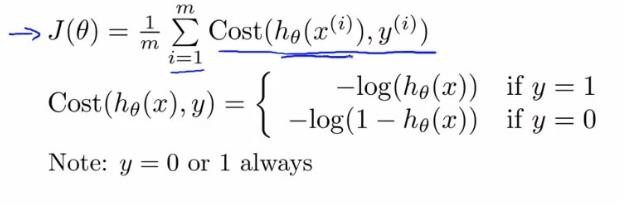 → J(θ) = 1/m ∑_{i=1}^{m} Cost(h_θ(x^{(i)}), y^{(i)})
Cost(h_θ(x), y) = { −log(h_θ(x)) if y = 1
−log(1 − h_θ(x)) if y = 0
Note: y = 0 or 1 always